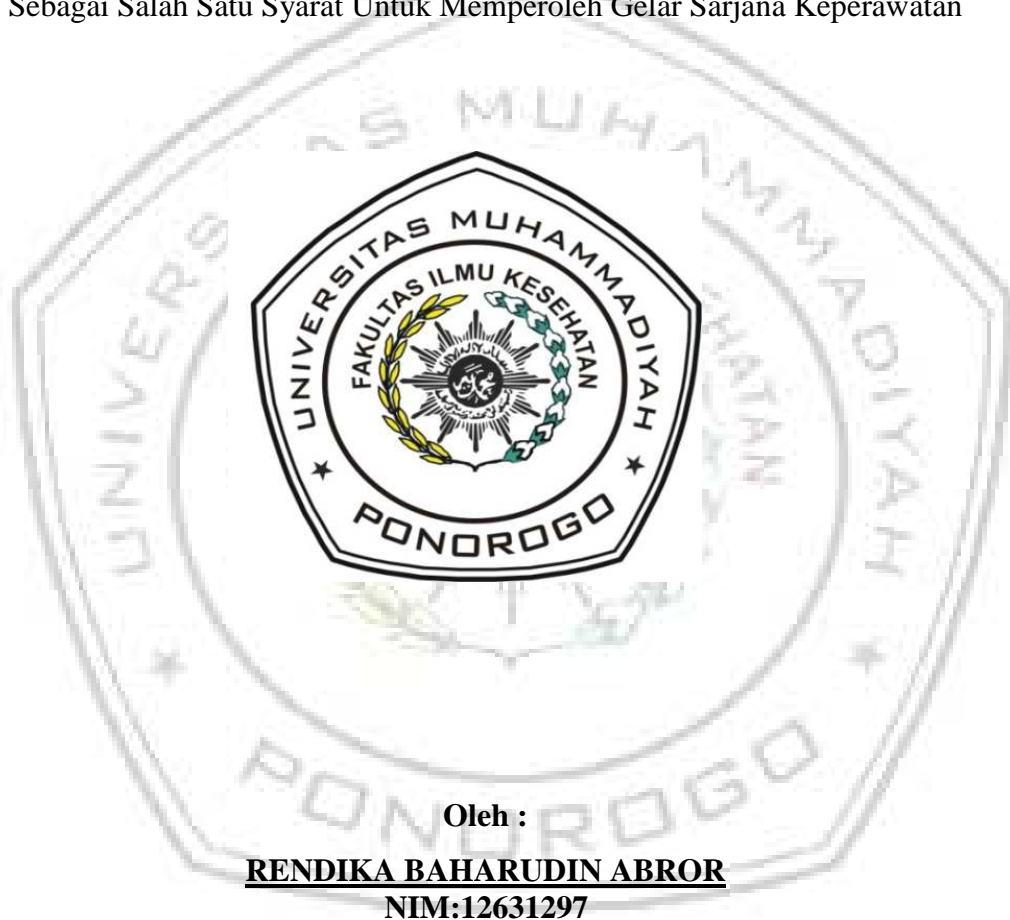 Sebagai Salah Satu Syarat Untuk Memperoleh Gelar Sarjana Keperawatan
UNIVERSITAS MUHAMMADIYAH
FAKULTAS ILMU KESEHATAN
PONOROGO
Oleh :
RENDIKA BAHARUDIN ABROR
NIM:12631297